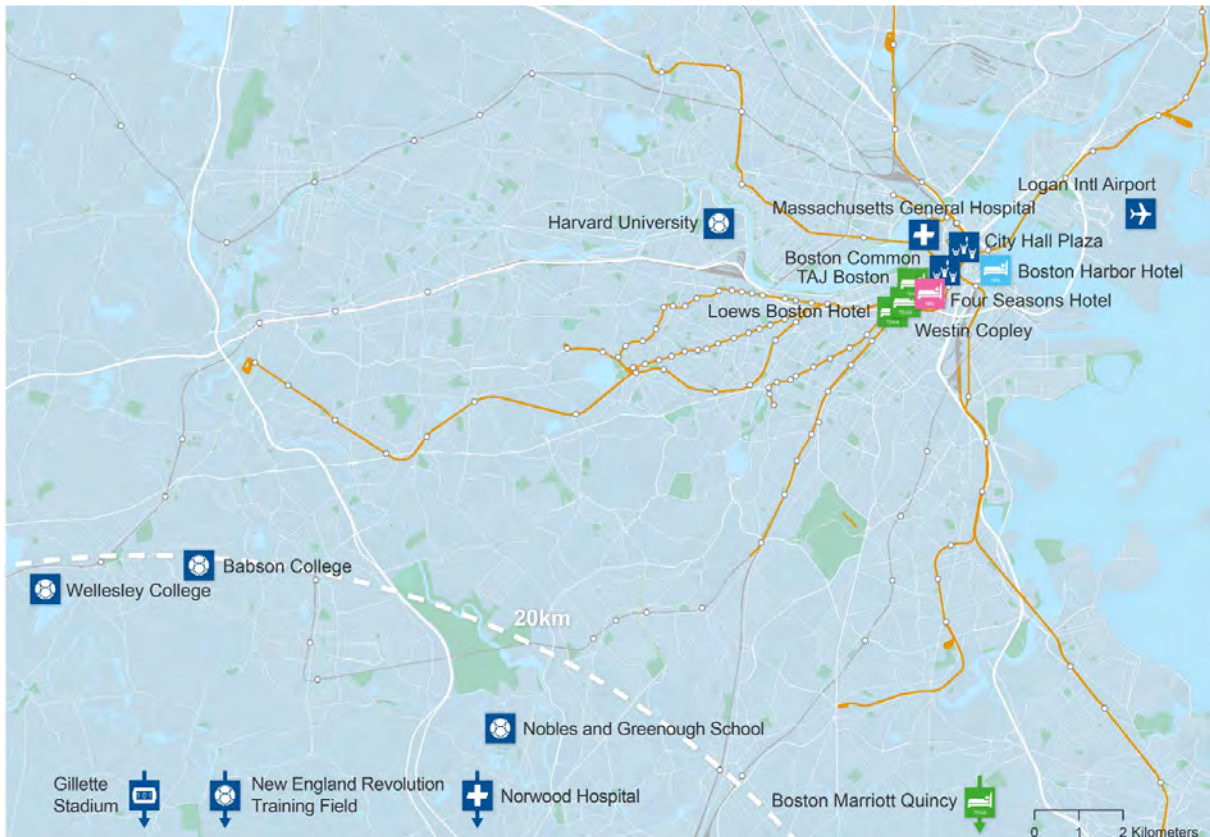 Logan Intl Airport
Harvard University
Massachusetts General Hospital
City Hall Plaza
Boston Common
TAJ Boston
Boston Harbor Hotel
Four Seasons Hotel
Loews Boston Hotel
Westin Copley
Babson College
Wellesley College
20km
Nobles and Greenough School
Gillette
Stadium
New England Revolution
Training Field
Norwood Hospital
Boston Marriott Quincy
TEAM
0 1 2 Kilometers